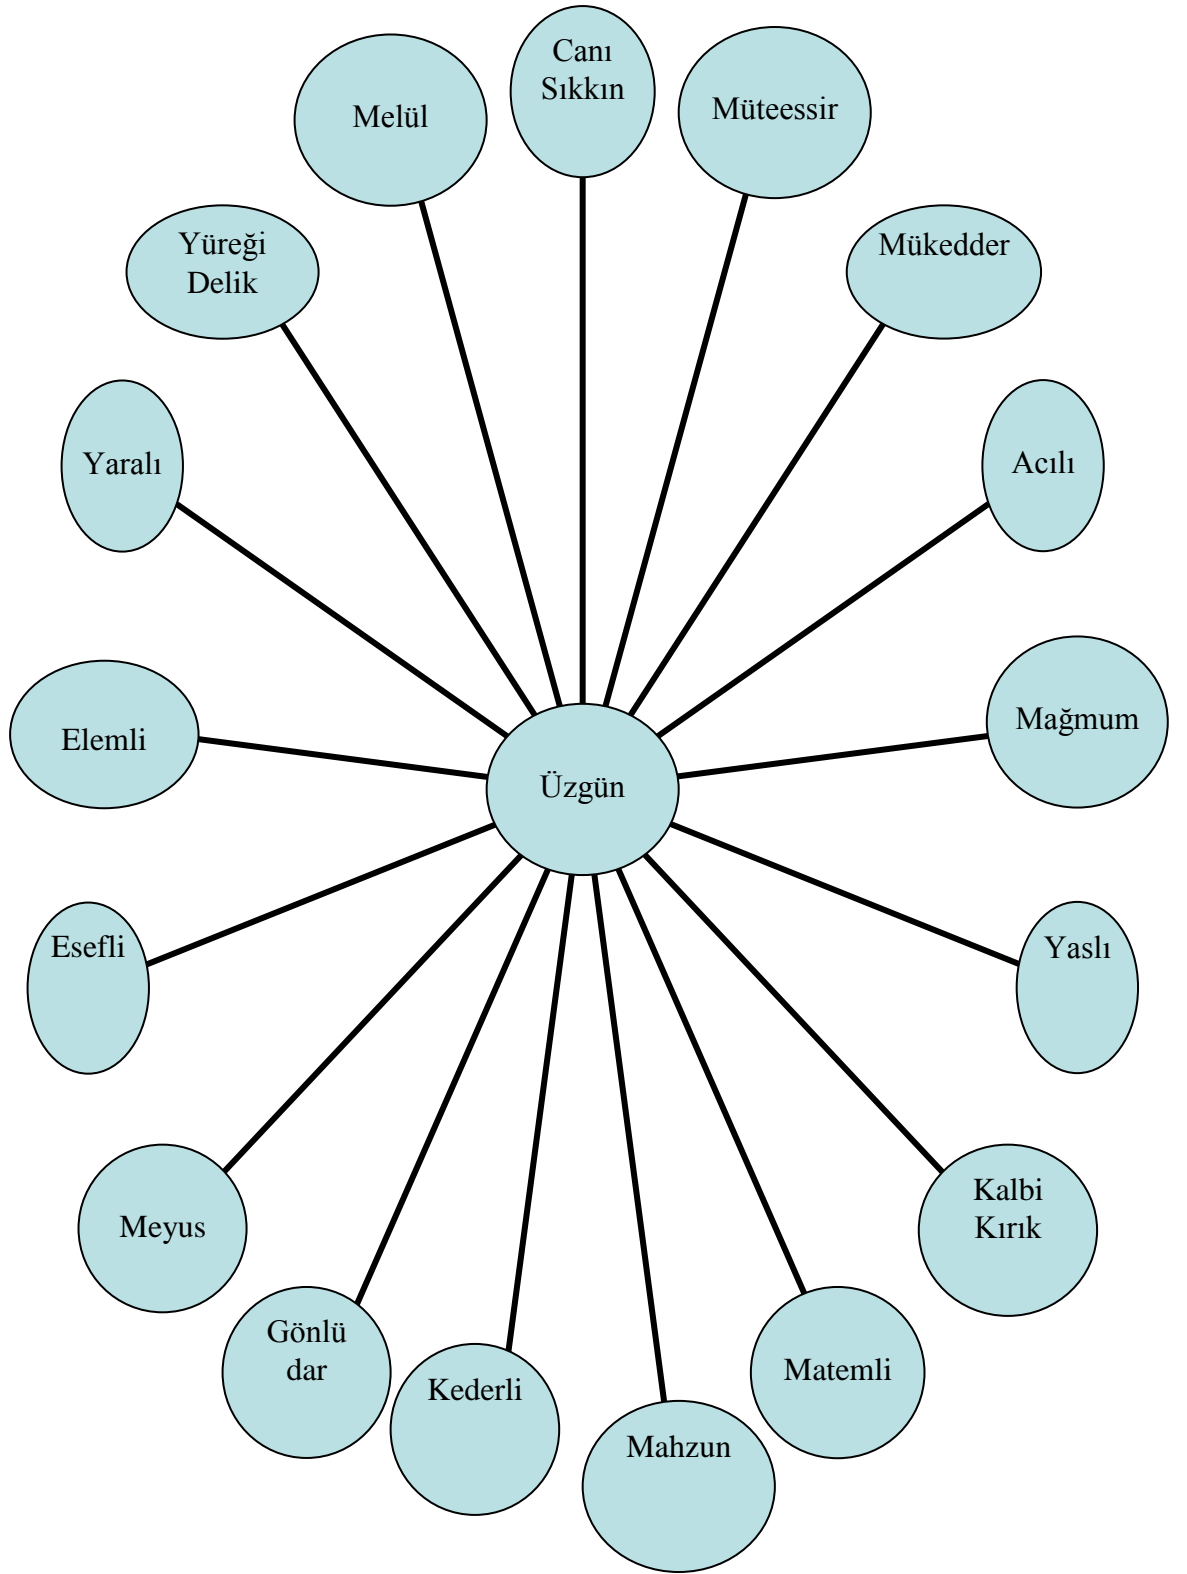 Canı
Sıkkın
Melül
Müteessir
Yüreği
Delik
Mükedder
Yaralı
Acılı
Elemli
Mağmum
Üzgün
Esefli
Yaslı
Meyus
Kalbi
Kırık
Gönlü
dar
Matemli
Kederli
Mahzun